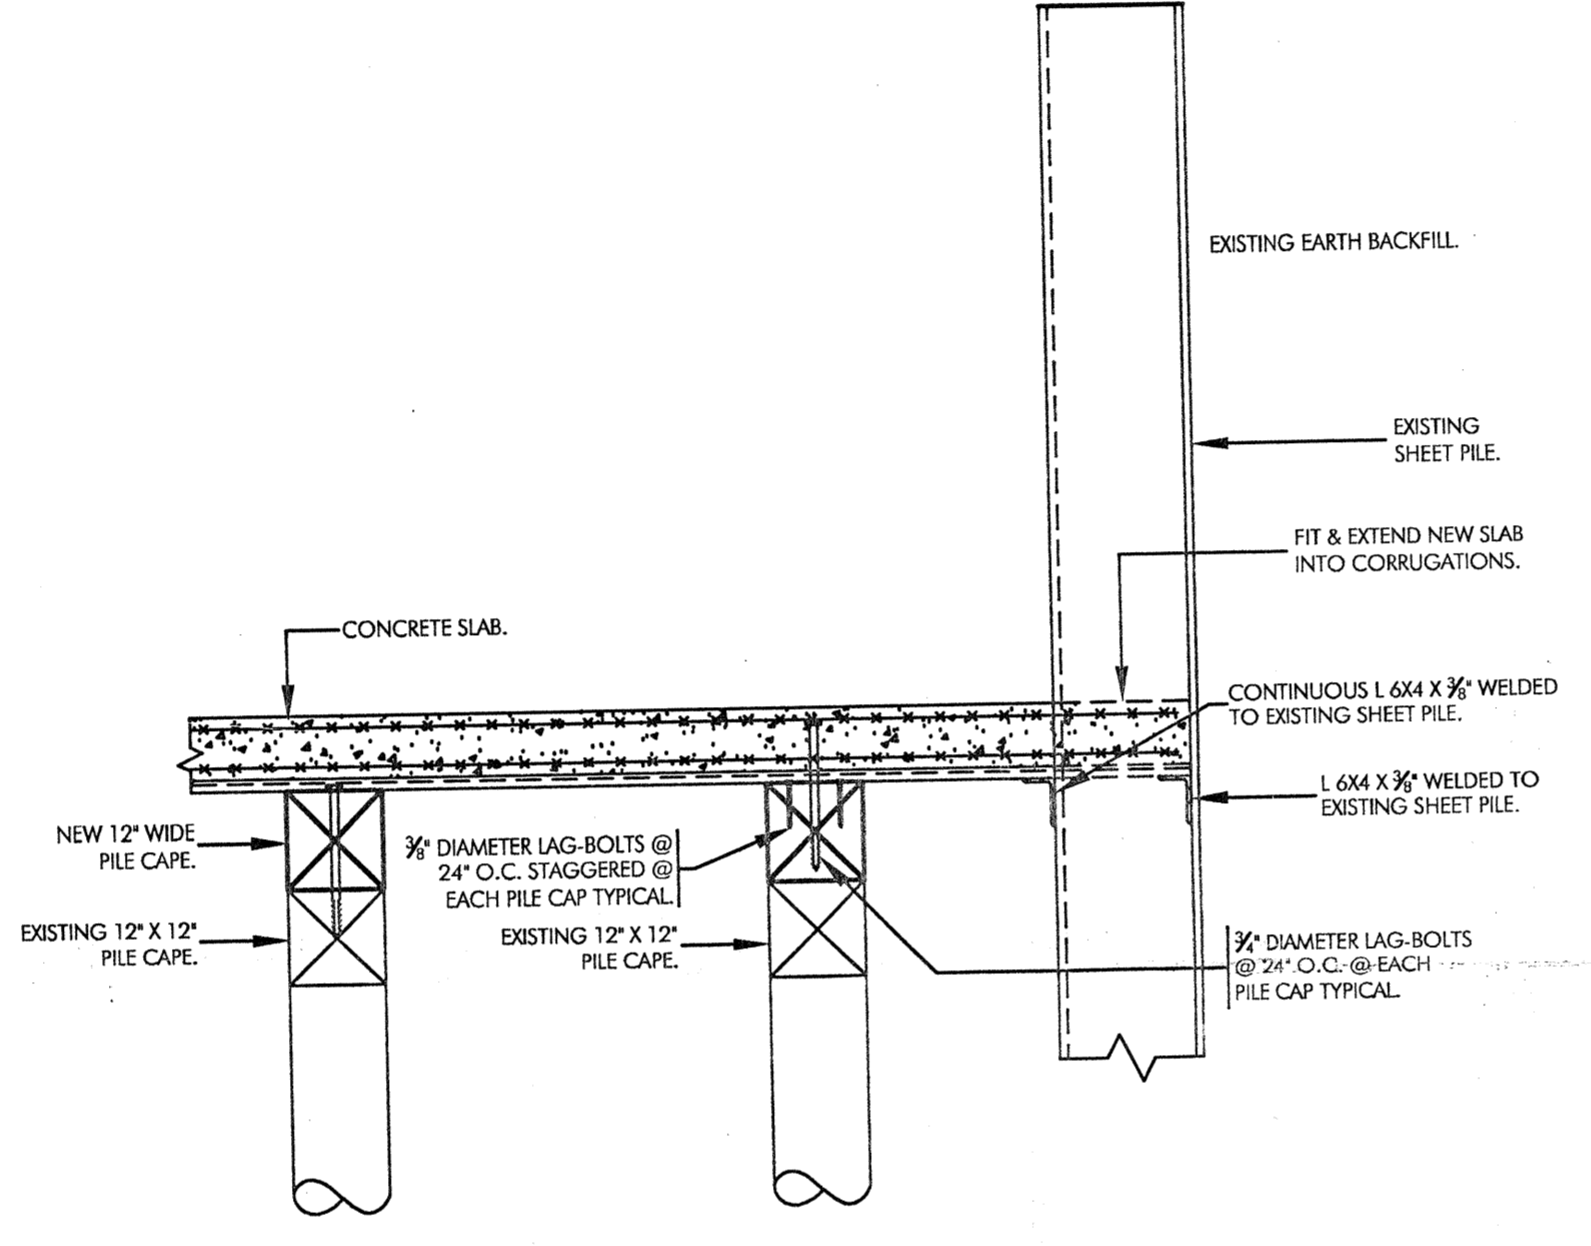 EXISTING EARTH BACKFILL.
EXISTING
SHEET PILE.
FIT & EXTEND NEW SLAB
INTO CORRUGATIONS.
CONCRETE SLAB.
CONTINUOUS L 6X4 X 3/8" WELDED
TO EXISTING SHEET PILE.
L 6X4 X 3/8" WELDED TO
EXISTING SHEET PILE.
NEW 12" WIDE
PILE CAPE.
3/8" DIAMETER LAG-BOLTS @
24" O.C. STAGGERED @
EACH PILE CAP TYPICAL.
EXISTING 12" X 12"
PILE CAPE.
EXISTING 12" X 12"
PILE CAPE.
3/4" DIAMETER LAG-BOLTS
@ 24" O.C. @ EACH
PILE CAP TYPICAL